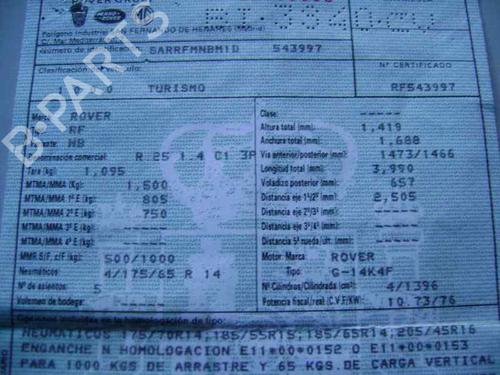 Polígono Industrial SAN FERNANDO DE HENARES (Madrid)
C/ Mar Mediterráneo
Número de identificación SARRFMNBM1D 543997
Clasificación
Nº CERTIFICADO
TURISMO RF543997
Marca ROVER
RF
WB
Denominación comercial R 25 1.4 C1 3P
Tara (kg) 1,095
MTMA/MMA (Kg) 1,500
MTMA/MMA 1º E (kg) 805
MTMA/MMA 2º E (kg) 750
MTMA/MMA 3º E (kg) -----
MTMA/MMA 4º E (kg) -----
MMR S/F, c/F (kg) 500/1000
Neumáticos 4/175/65 R 14
Nº de asientos 5
Volumen de bodega -----
Clase: -----
Altura total (mm) 1,419
Anchura total (mm) 1,688
Vía anterior/posterior (mm) 1473/1466
Longitud total (mm) 3,990
Voladizo posterior (mm) 657
Distancia eje 1º/2º (mm) 2,505
Distancia eje 2º/3º (mm) -----
Distancia eje 3º/4º (mm) -----
Distancia 5ª rueda/ult. (mm) -----
Motor: Marca ROVER
Tipo: G-14K4F
Nº Cilindros/Cilindrada (cm³) 4/1396
Potencia fiscal/real (C.V.F/KW) 10.73/76
NEUMATICOS 175/70R14, 185/55R15, 185/65R14, 205/45R16
ENGANCHE N HOMOLOGACION E11*00*0152 O E11*00*0153
PARA 1000 KGS DE ARRASTRE Y 65 KGS. DE CARGA VERTICAL
B-PARTS